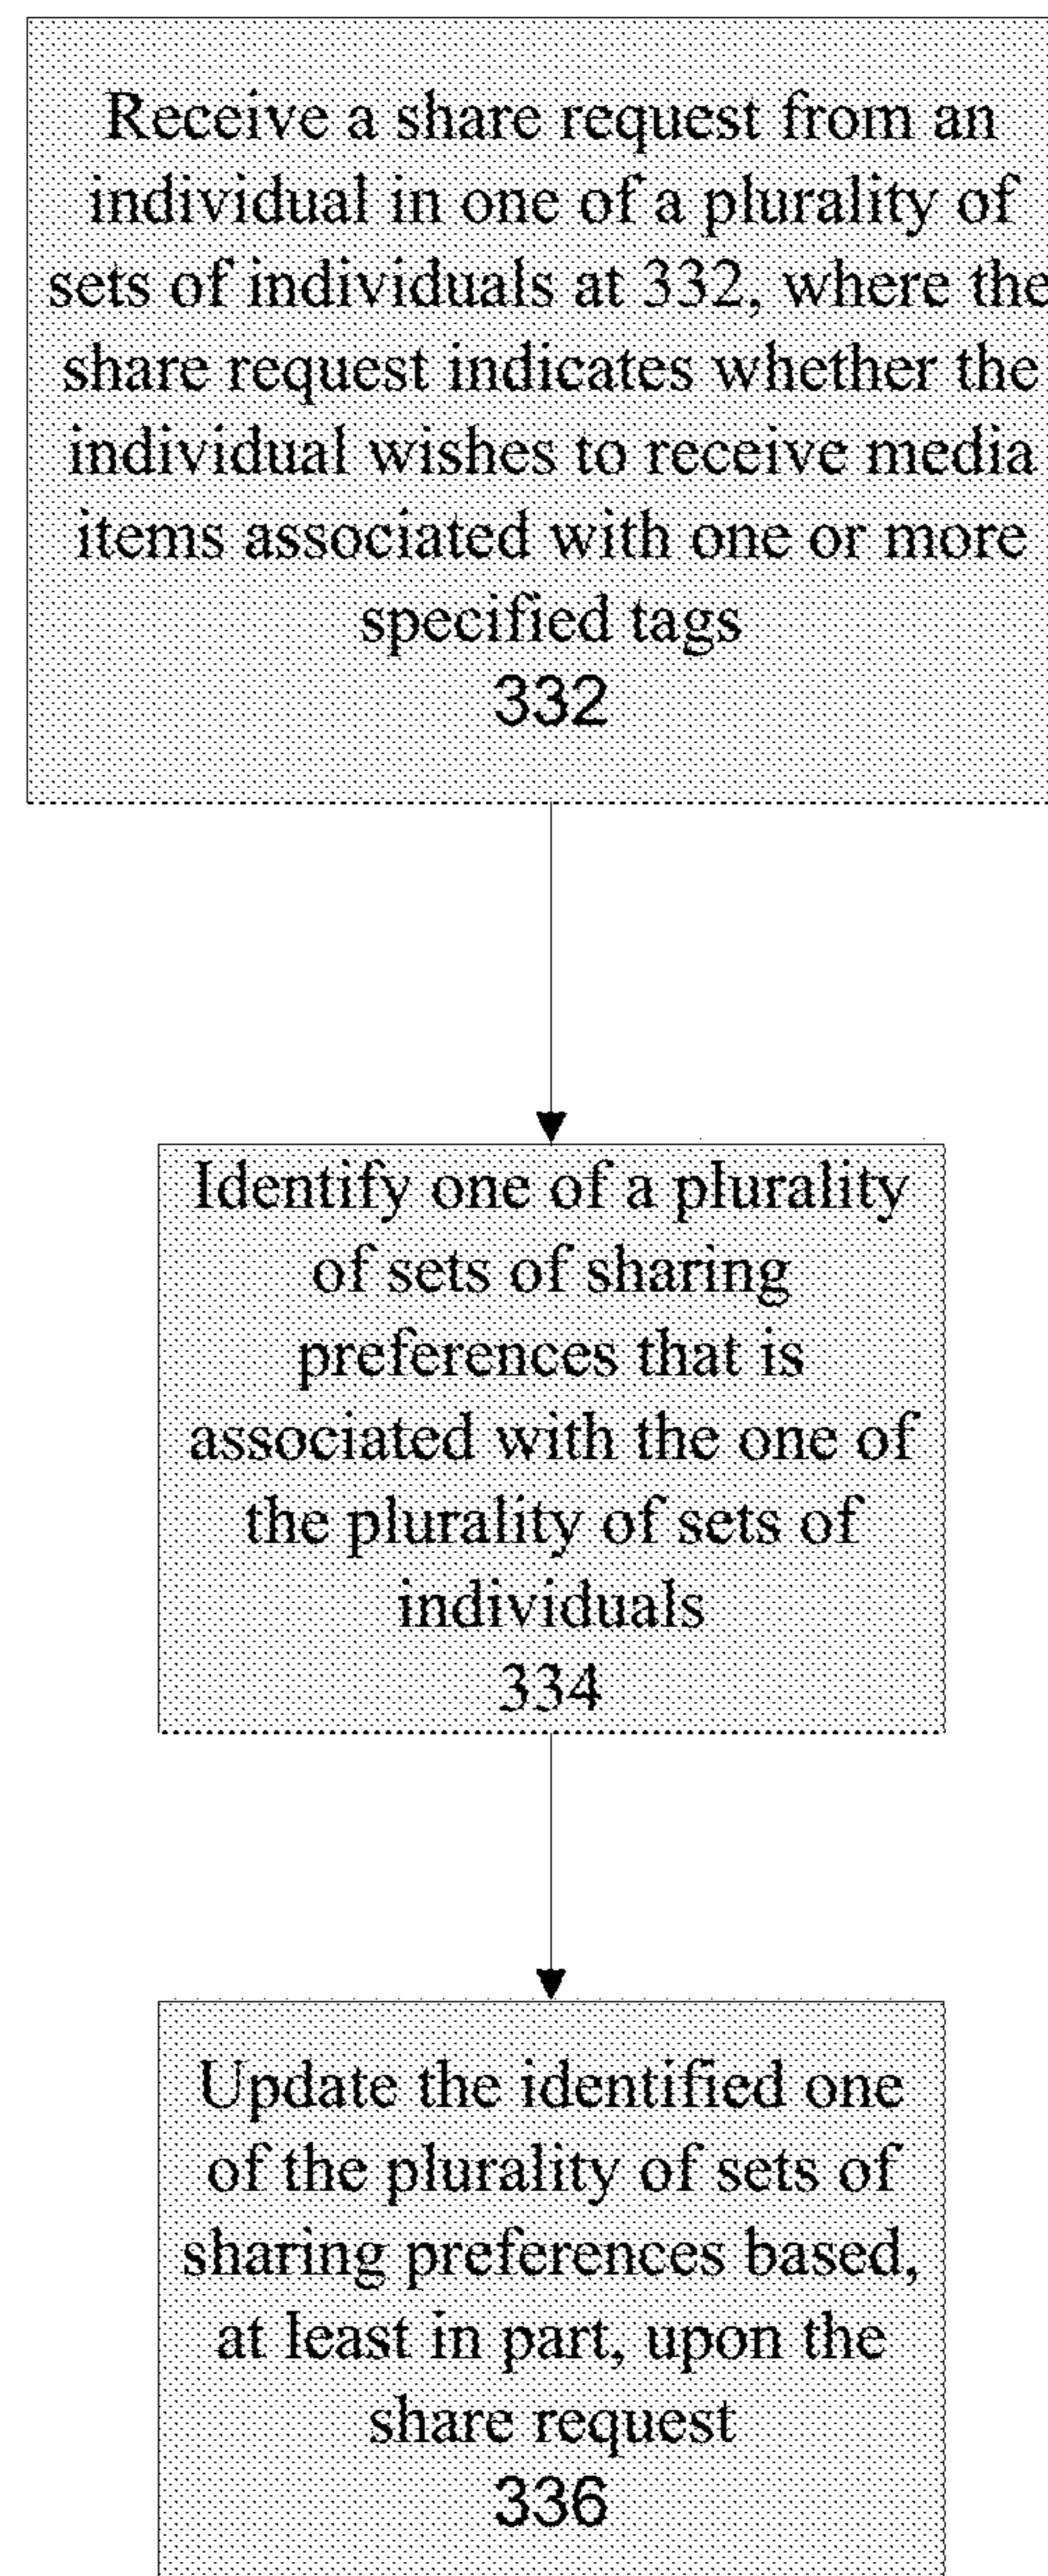 Receive a share request from an
individual in one of a plurality of
sets of individuals at 332, where the
share request indicates whether the
individual wishes to receive media
items associated with one or more
specified tags
332
Identify one of a plurality
of sets of sharing
preferences that is
associated with the one of
the plurality of sets of
individuals
334
Update the identified one
of the plurality of sets of
sharing preferences based,
at least in part, upon the
share request
336